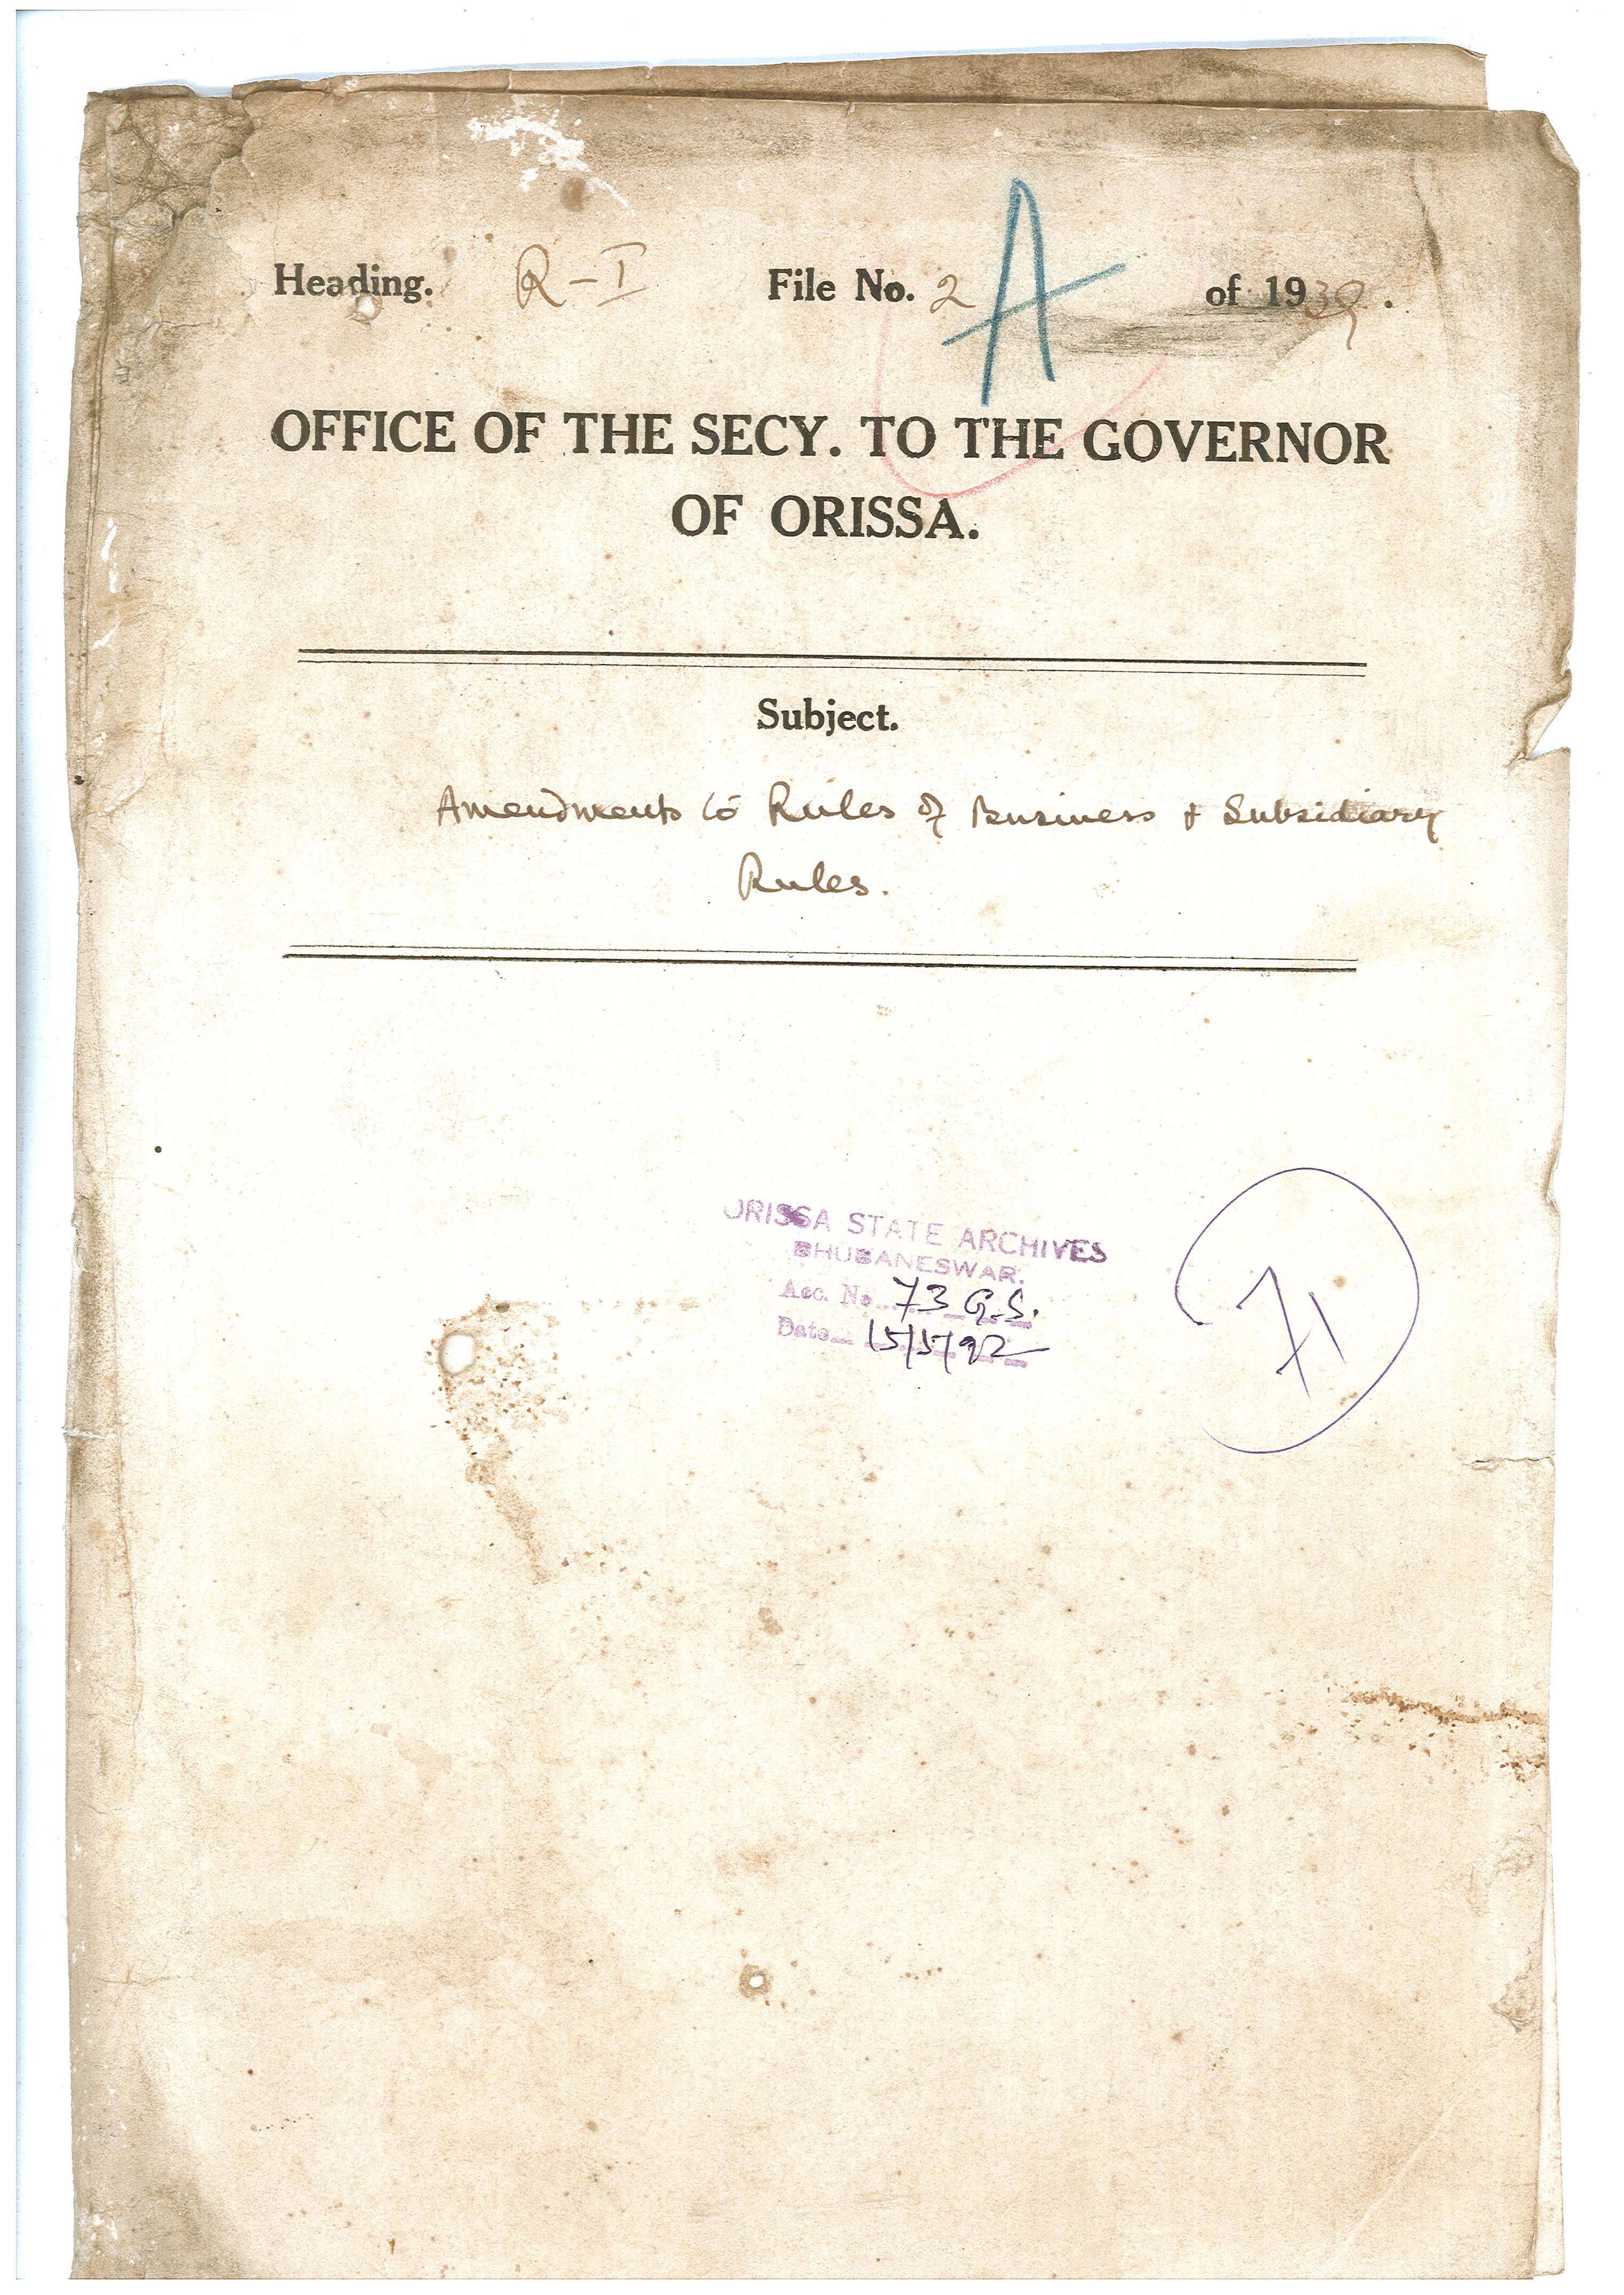 Heading. R-I File No. 2 A of 1939.
OFFICE OF THE SECY. TO THE GOVERNOR
OF ORISSA.
Subject.
Amendments to Rules of Business & Subsidiary
Rules.
ORISSA STATE ARCHIVES
BHUBANESWAR.
Acc. No. 73 G.S.
Date 15/5/92
71